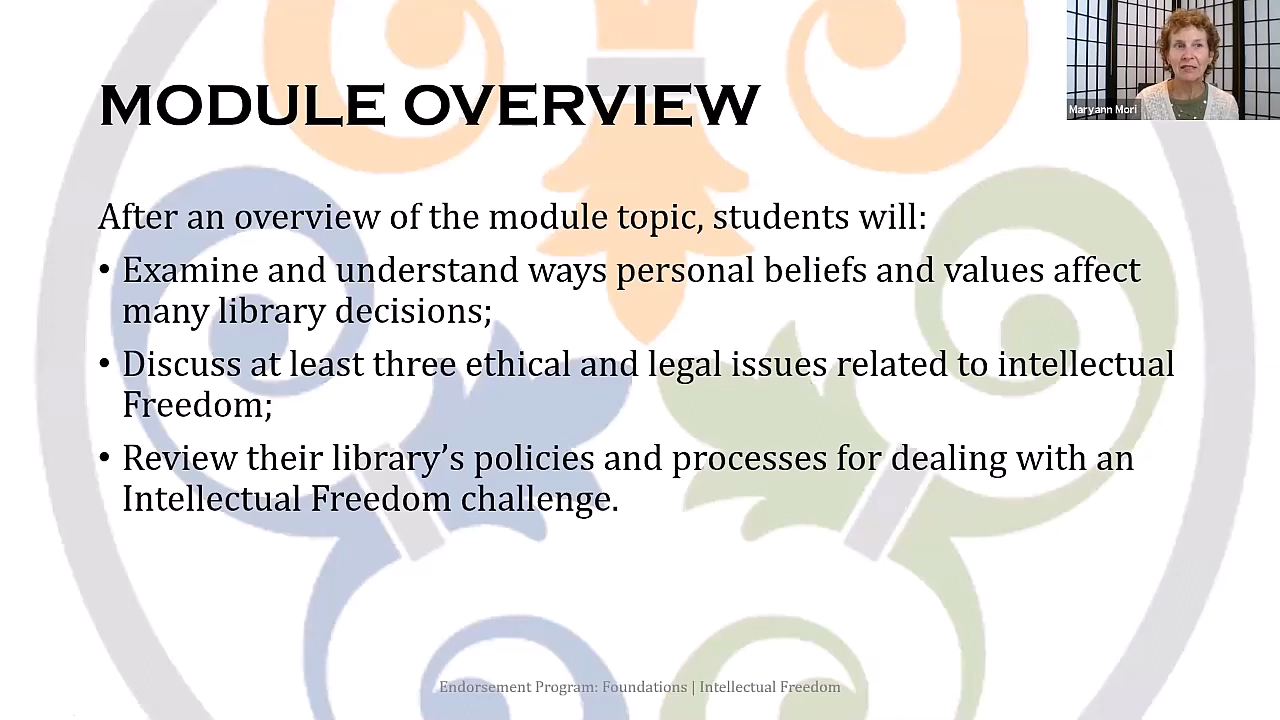 MODULE OVERVIEW
Maryann Mori
After an overview of the module topic, students will:
• Examine and understand ways personal beliefs and values affect
many library decisions;
• Discuss at least three ethical and legal issues related to intellectual
Freedom;
• Review their library’s policies and processes for dealing with an
Intellectual Freedom challenge.
Endorsement Program: Foundations | Intellectual Freedom